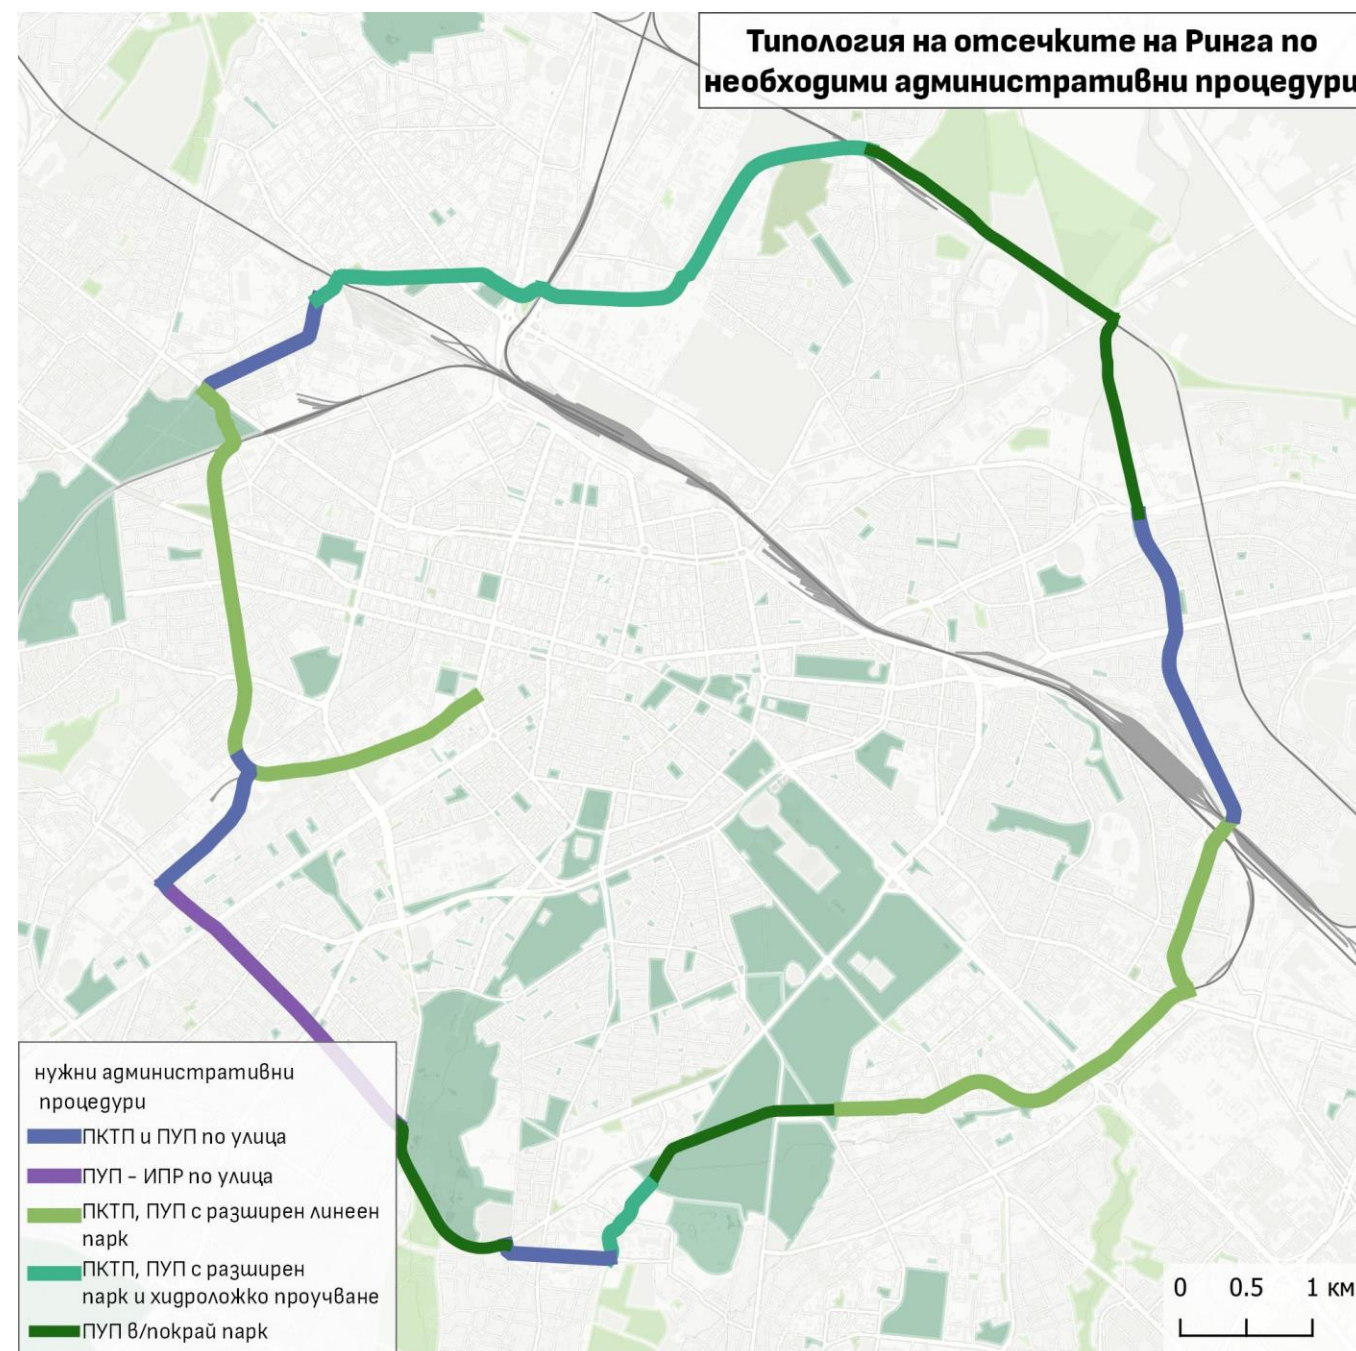 Типология на отсечките на Ринга по
необходими административни процедури
нужни административни
процедури
ПКТП и ПУП по улица
ПУП - ИПР по улица
ПКТП, ПУП с разширен линеен
парк
ПКТП, ПУП с разширен
парк и хидроложко проучване
ПУП в/покрай парк
0 0.5 1 км